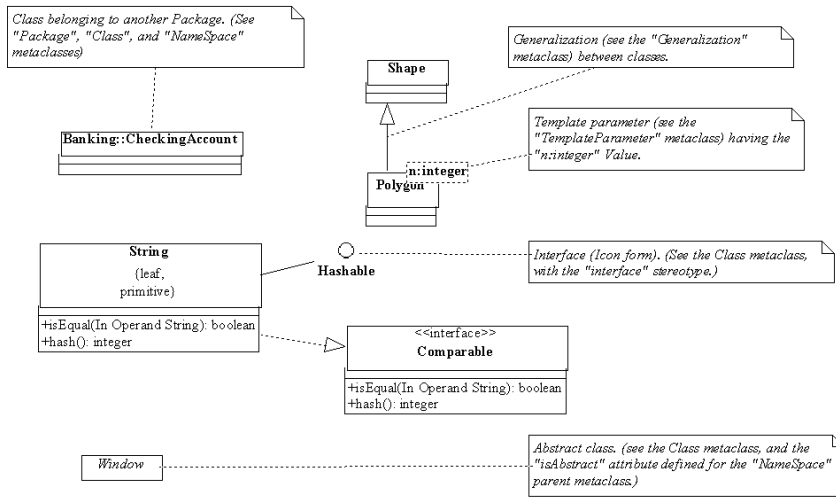 Class belonging to another Package. (See
"Package", "Class", and "NameSpace"
metaclasses)
Generalization (see the "Generalization"
metaclass) between classes.
Shape
Template parameter (see the
"TemplateParameter" metaclass) having the
"n:integer" Value.
Banking::CheckingAccount
n:integer
Polygon
String
{leaf,
primitive}
Hashable
Interface (Icon form). (See the Class metaclass,
with the "interface" stereotype.)
+isEqual(In Operand String): boolean
+hash(): integer
<<interface>>
Comparable
+isEqual(In Operand String): boolean
+hash(): integer
Window
Abstract class. (see the Class metaclass, and the
"isAbstract" attribute defined for the "NameSpace"
parent metaclass.)